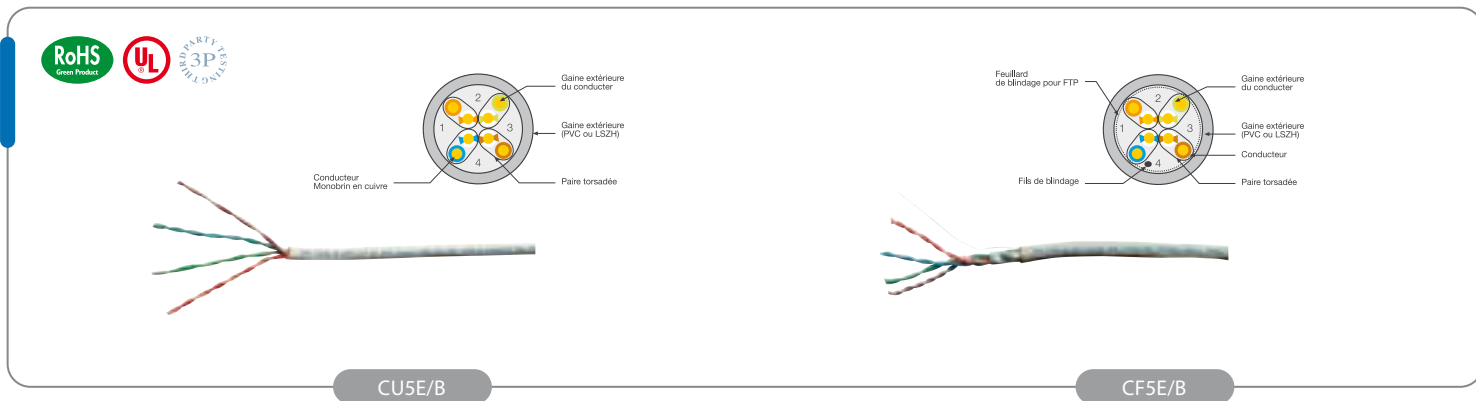 RoHS
Green Product
UL
®
THIRD PARTY TESTING
3P
Gaine extérieure
du conducter
2
1
3
4
Gaine extérieure
(PVC ou LSZH)
Conducteur
Monobrin en cuivre
Paire torsadée
CU5E/B
Feuillard
de blindage pour FTP
Gaine extérieure
du conducter
2
1
3
4
Gaine extérieure
(PVC ou LSZH)
Conducteur
Fils de blindage
Paire torsadée
CF5E/B